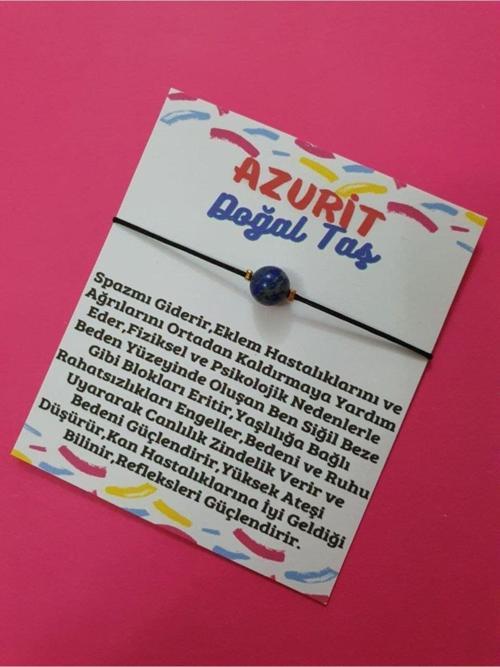 AZURİT
Doğal Taş
Spazmı Giderir,Eklem Hastalıklarını ve
Ağrılarını Ortadan Kaldırmaya Yardım
Eder,Fiziksel ve Psikolojik Nedenlerle
Beden Yüzeyinde Oluşan Ben Siğil Beze
Gibi Blokları Eritir,Yaşlılığa Bağlı
Rahatsızlıkları Engeller,Bedeni ve Ruhu
Uyararak Canlılık Zindelik Verir ve
Bedeni Güçlendirir,Yüksek Ateşi
Düşürür,Kan Hastalıklarına İyi Geldiği
Bilinir,Refleksleri Güçlendirir.